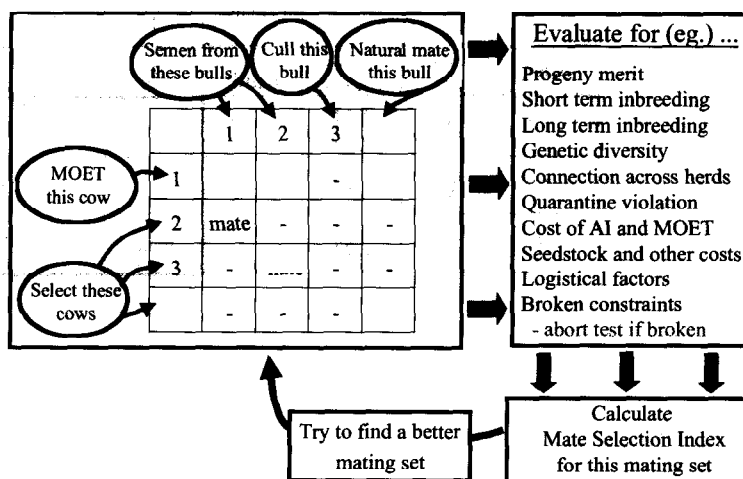 Semen from
these bulls
Cull this
bull
Natural mate
this bull
1 2 3
MOET
this cow
1 -
2 mate - - -
3 - ----- - -
Select these
cows
- - - -
Evaluate for (eg.) ...
Progeny merit
Short term inbreeding
Long term inbreeding
Genetic diversity
Connection across herds
Quarantine violation
Cost of AI and MOET
Seedstock and other costs
Logistical factors
Broken constraints
- abort test if broken
Calculate
Mate Selection Index
for this mating set
Try to find a better
mating set